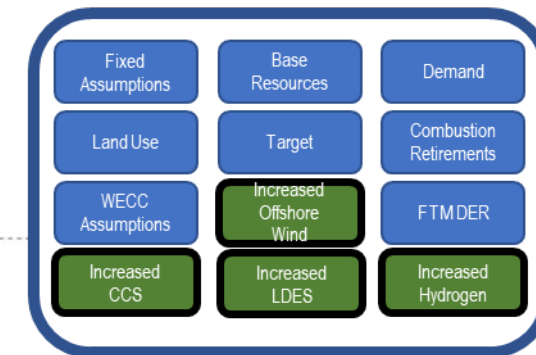 Fixed
Assumptions
Base
Resources
Demand
Land Use
Target
Combustion
Retirements
WECC
Assumptions
Increased
Offshore
Wind
FTM DER
Increased
CCS
Increased
LDES
Increased
Hydrogen